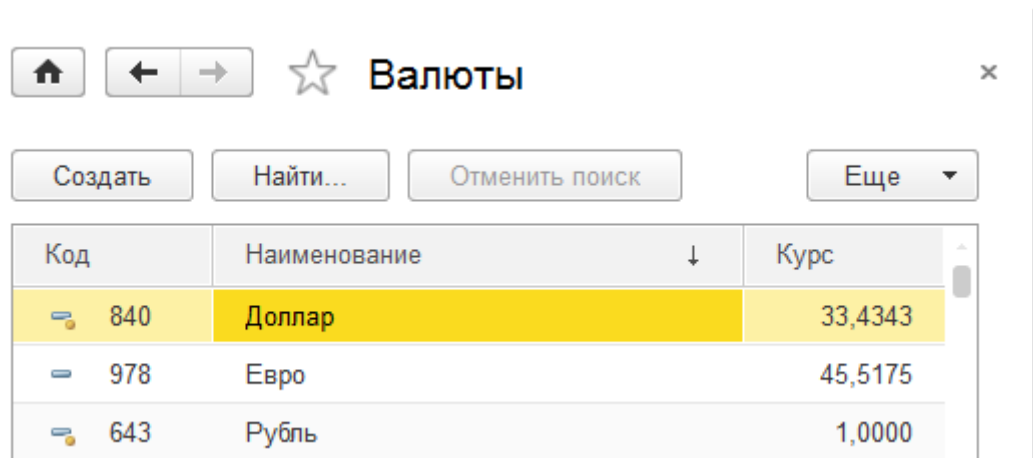 Валюты
Создать Найти... Отменить поиск Еще
Код Наименование Курс
840 Доллар 33,4343
978 Евро 45,5175
643 Рубль 1,0000